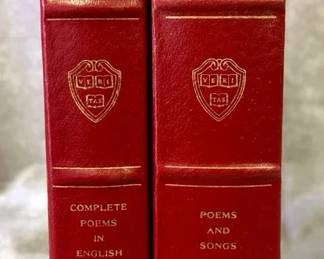 VE RI
TAS
COMPLETE
POEMS
IN
ENGLISH
VE RI
TAS
POEMS
AND
SONGS